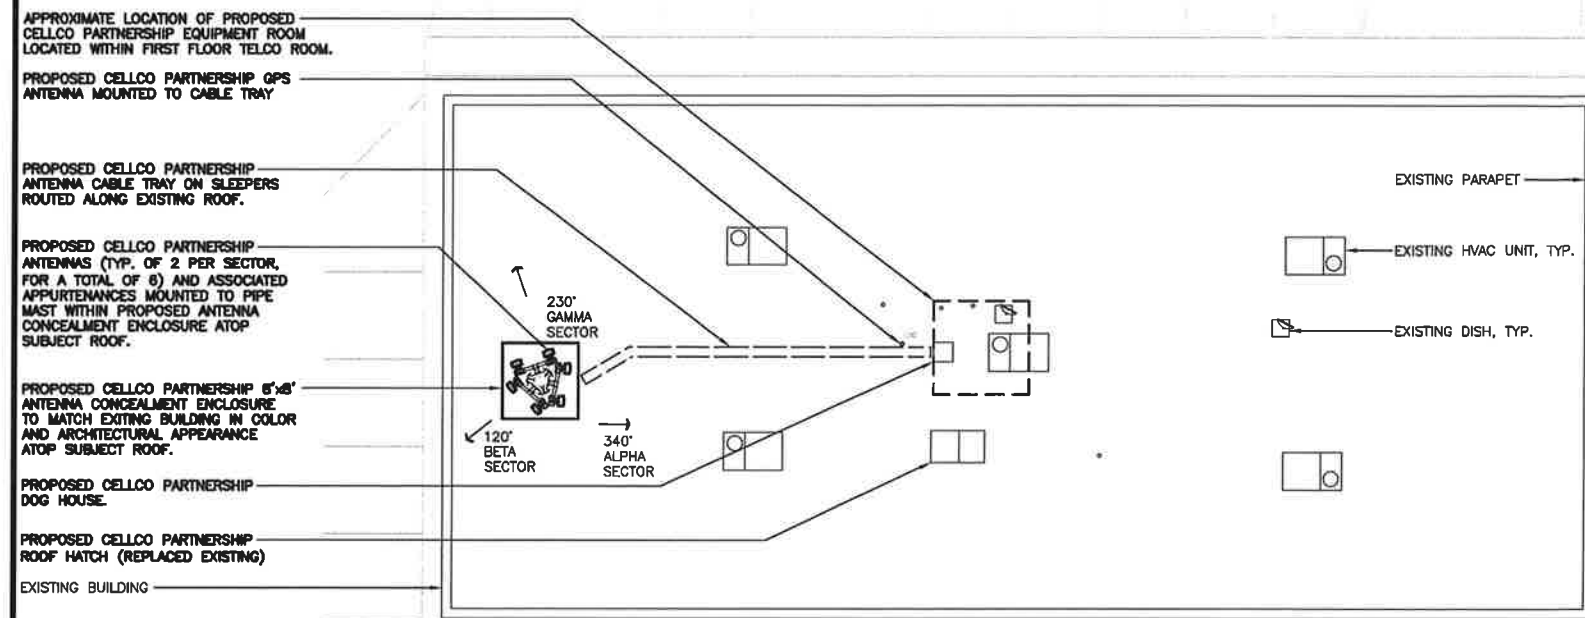 APPROXIMATE LOCATION OF PROPOSED
CELLCO PARTNERSHIP EQUIPMENT ROOM
LOCATED WITHIN FIRST FLOOR TELCO ROOM.
PROPOSED CELLCO PARTNERSHIP GPS
ANTENNA MOUNTED TO CABLE TRAY
PROPOSED CELLCO PARTNERSHIP
ANTENNA CABLE TRAY ON SLEEPERS
ROUTED ALONG EXISTING ROOF.
PROPOSED CELLCO PARTNERSHIP
ANTENNAS (TYP. OF 2 PER SECTOR,
FOR A TOTAL OF 6) AND ASSOCIATED
APPURTENANCES MOUNTED TO PIPE
MAST WITHIN PROPOSED ANTENNA
CONCEALMENT ENCLOSURE ATOP
SUBJECT ROOF.
PROPOSED CELLCO PARTNERSHIP
ANTENNA CONCEALMENT ENCLOSURE
TO MATCH EXITING BUILDING IN COLOR
AND ARCHITECTURAL APPEARANCE
ATOP SUBJECT ROOF.
PROPOSED CELLCO PARTNERSHIP
DOG HOUSE.
PROPOSED CELLCO PARTNERSHIP
ROOF HATCH (REPLACED EXISTING)
EXISTING BUILDING
230°
GAMMA
SECTOR
120°
BETA
SECTOR
340°
ALPHA
SECTOR
EXISTING PARAPET
EXISTING HVAC UNIT, TYP.
EXISTING DISH, TYP.